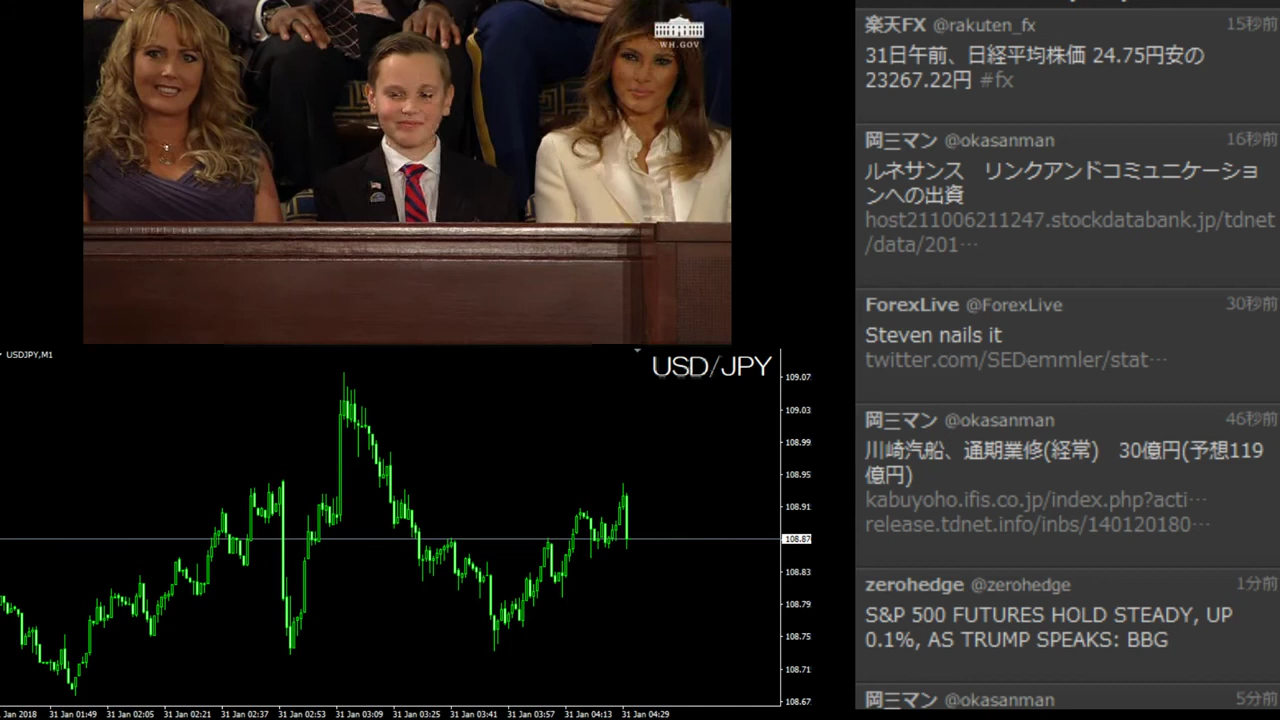 WH.GOV
USDJPY,M1
USD/JPY
109.07
109.03
108.99
108.95
108.91
108.87
108.83
108.79
108.75
108.71
108.67
Jan 2018
31 Jan 01:49
31 Jan 02:05
31 Jan 02:21
31 Jan 02:37
31 Jan 02:53
31 Jan 03:09
31 Jan 03:25
31 Jan 03:41
31 Jan 03:57
31 Jan 04:13
31 Jan 04:29
楽天FX @rakuten_fx 15秒前
31日午前、日経平均株価 24.75円安の
23267.22円 #fx
岡三マン @okasanman 16秒前
ルネサンス　リンクアンドコミュニケーショ
ンへの出資
host211006211247.stockdatabank.jp/tdnet
/data/201…
ForexLive @ForexLive 30秒前
Steven nails it
twitter.com/SEDemmler/stat…
岡三マン @okasanman 46秒前
川崎汽船、通期業修(経常)　30億円(予想119
億円)
kabuyoho.ifis.co.jp/index.php?acti…
release.tdnet.info/inbs/140120180…
zerohedge @zerohedge 1分前
S&P 500 FUTURES HOLD STEADY, UP
0.1%, AS TRUMP SPEAKS: BBG
岡三マン @okasanman 5分前